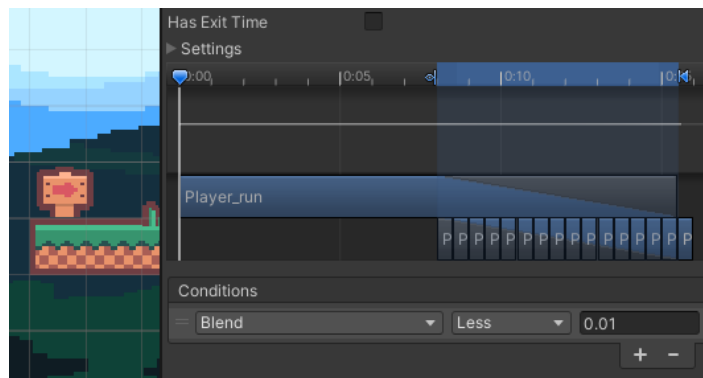 Has Exit Time
Settings
0:00 0:05 0:10
Player_run
P P P P P P P P P P P P P P P P
Conditions
Blend Less 0.01
+ -